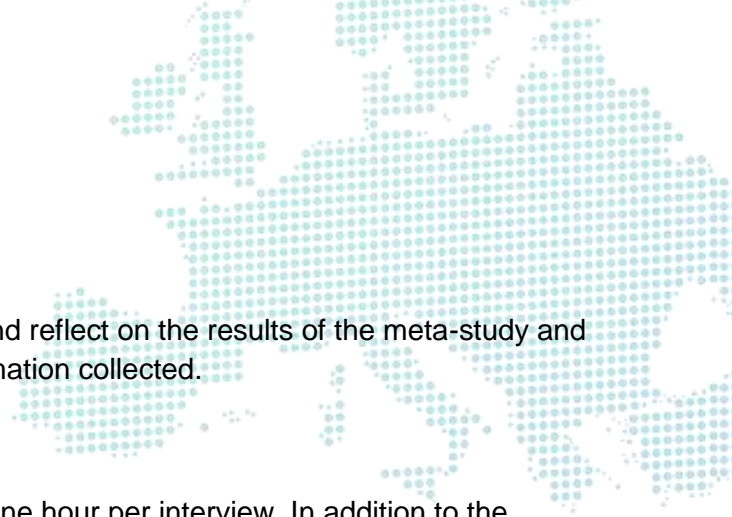 nd reflect on the results of the meta-study and
nation collected.
ne hour per interview. In addition to the